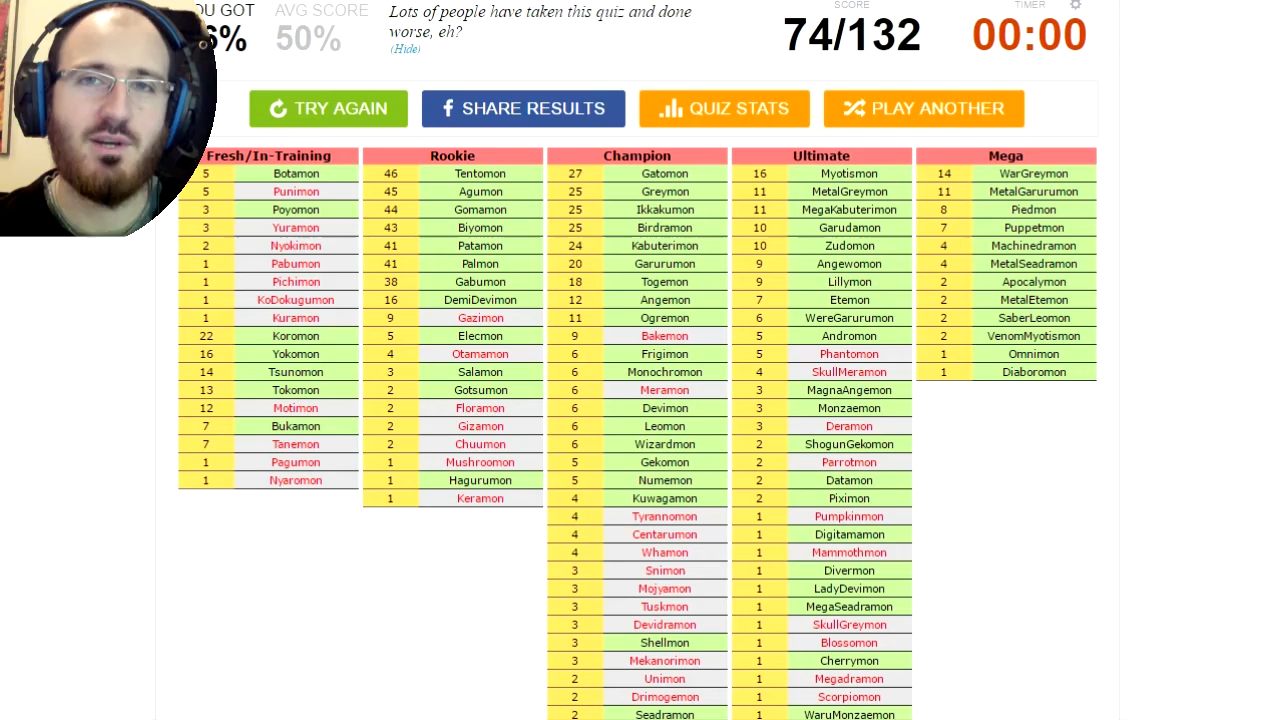 OU GOT
AVG SCORE
6%
50%
Lots of people have taken this quiz and done
worse, eh?
(Hide)
SCORE
74/132
TIMER
00:00
TRY AGAIN
SHARE RESULTS
QUIZ STATS
PLAY ANOTHER
Fresh/In-Training
5 Botamon
5 Punimon
3 Poyomon
3 Yuramon
2 Nyokimon
1 Pabumon
1 Pichimon
1 KoDokugumon
1 Kuramon
22 Koromon
16 Yokomon
14 Tsunomon
13 Tokomon
12 Motimon
7 Bukamon
7 Tanemon
1 Pagumon
1 Nyaromon
Rookie
46 Tentomon
45 Agumon
44 Gomamon
43 Biyomon
41 Patamon
41 Palmon
38 Gabumon
16 DemiDevimon
9 Gazimon
5 Elecmon
4 Otamamon
3 Salamon
2 Gotsumon
2 Floramon
2 Gizamon
2 Chuumon
1 Mushroomon
1 Hagurumon
1 Keramon
Champion
27 Gatomon
25 Greymon
25 Ikkakumon
25 Birdramon
24 Kabuterimon
20 Garurumon
18 Togemon
12 Angemon
11 Ogremon
9 Bakemon
6 Frigimon
6 Monochromon
6 Meramon
6 Devimon
6 Leomon
6 Wizardmon
5 Gekomon
5 Numemon
4 Kuwagamon
4 Tyrannomon
4 Centarumon
4 Whamon
3 Snimon
3 Mojyamon
3 Tuskmon
3 Devidramon
3 Shellmon
3 Mekanorimon
2 Unimon
2 Drimogemon
2 Seadramon
Ultimate
16 Myotismon
11 MetalGreymon
11 MegaKabuterimon
10 Garudamon
10 Zudomon
9 Angewomon
9 Lillymon
7 Etemon
6 WereGarurumon
5 Andromon
5 Phantomon
4 SkullMeramon
3 MagnaAngemon
3 Monzaemon
3 Deramon
2 ShogunGekomon
2 Parrotmon
2 Datamon
2 Piximon
1 Pumpkinmon
1 Digitamamon
1 Mammothmon
1 Divermon
1 LadyDevimon
1 MegaSeadramon
1 SkullGreymon
1 Blossomon
1 Cherrymon
1 Megadramon
1 Scorpiomon
1 WaruMonzaemon
Mega
14 WarGreymon
11 MetalGarurumon
8 Piedmon
7 Puppetmon
4 Machinedramon
4 MetalSeadramon
2 Apocalymon
2 MetalEtemon
2 SaberLeomon
2 VenomMyotismon
1 Omnimon
1 Diaboromon